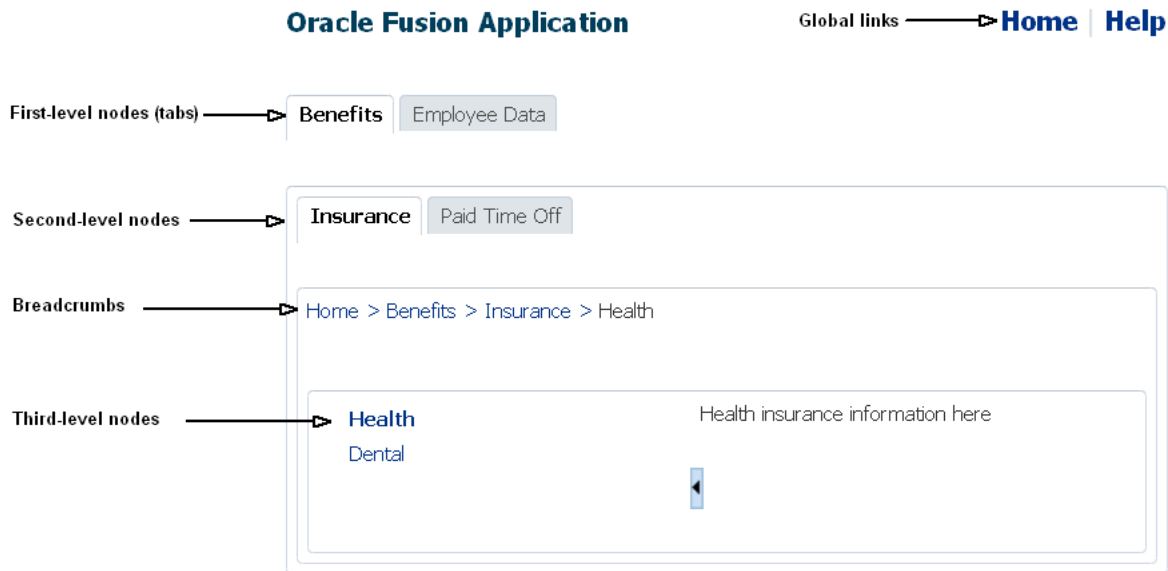 Oracle Fusion Application Global links Home | Help
First-level nodes (tabs) Benefits Employee Data
Second-level nodes Insurance Paid Time Off
Breadcrumbs Home > Benefits > Insurance > Health
Third-level nodes Health Health insurance information here
Dental